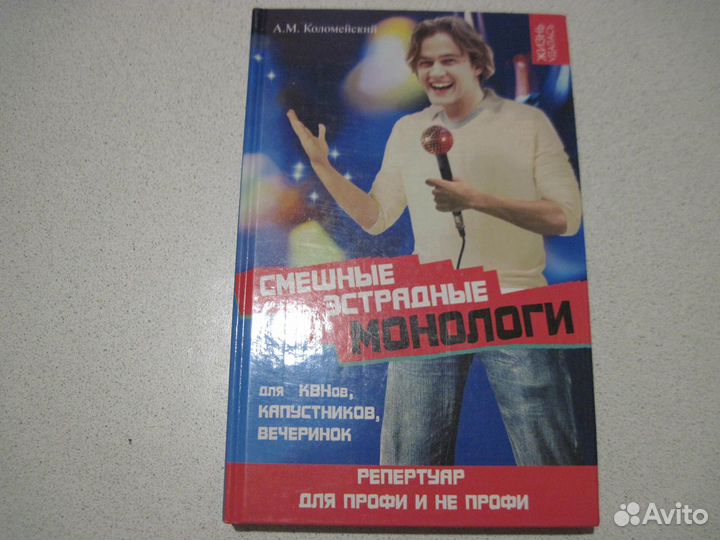 А.М. Коломейский
ЖИЗНЬ
УДАЛАСЬ
СМЕШНЫЕ
ЭСТРАДНЫЕ
МОНОЛОГИ
для КВНов,
КАПУСТНИКОВ,
ВЕЧЕРИНОК
РЕПЕРТУАР
ДЛЯ ПРОФИ И НЕ ПРОФИ
Avito